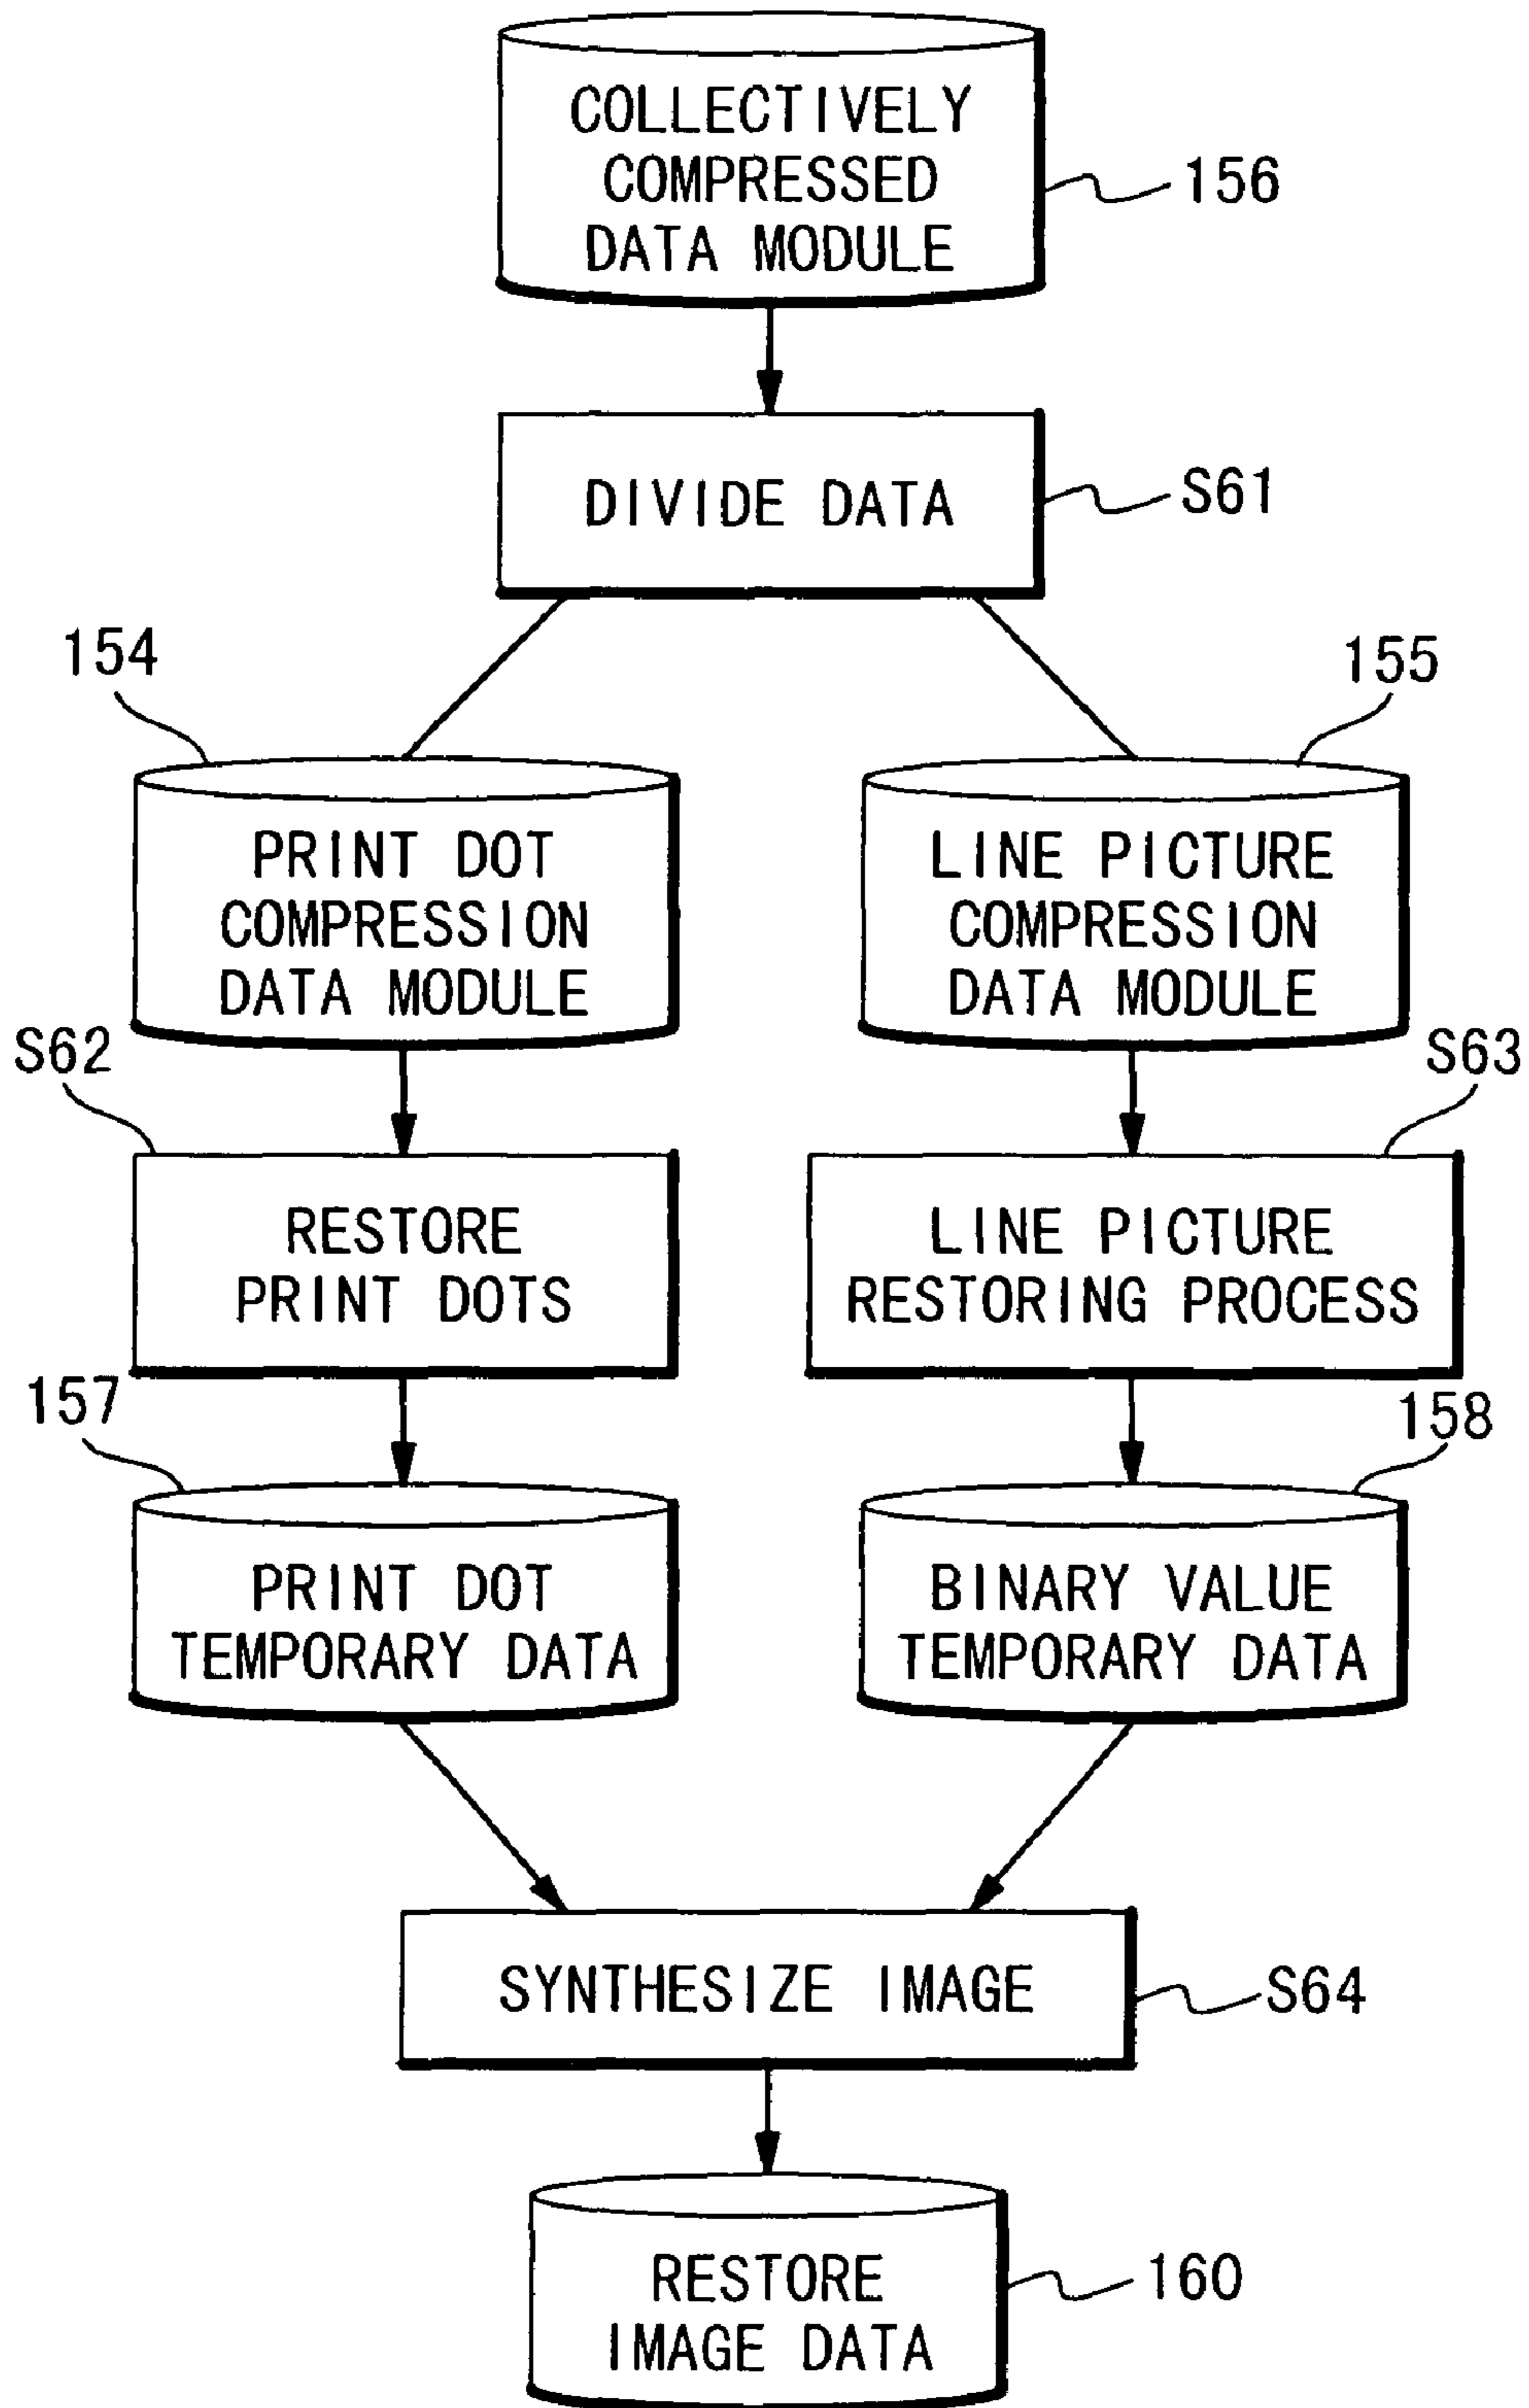 COLLECTIVELY
COMPRESSED
DATA MODULE
156
DIVIDE DATA
S61
154
155
PRINT DOT
COMPRESSION
DATA MODULE
LINE PICTURE
COMPRESSION
DATA MODULE
S62
S63
RESTORE
PRINT DOTS
LINE PICTURE
RESTORING PROCESS
157
158
PRINT DOT
TEMPORARY DATA
BINARY VALUE
TEMPORARY DATA
SYNTHESIZE IMAGE
S64
RESTORE
IMAGE DATA
160